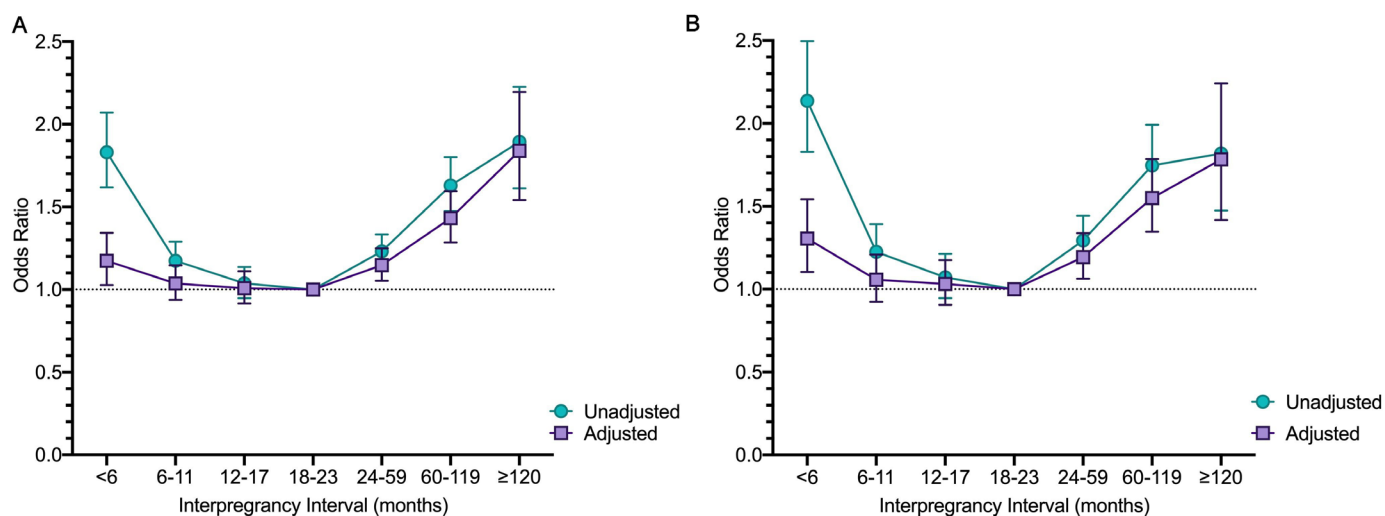 A
2.5
2.0
1.5
1.0
0.5
0.0
Odds Ratio
<6 6-11 12-17 18-23 24-59 60-119 ≥120
Interpregancy Interval (months)
Unadjusted
Adjusted
B
2.5
2.0
1.5
1.0
0.5
0.0
Odds Ratio
<6 6-11 12-17 18-23 24-59 60-119 ≥120
Interpregancy Interval (months)
Unadjusted
Adjusted